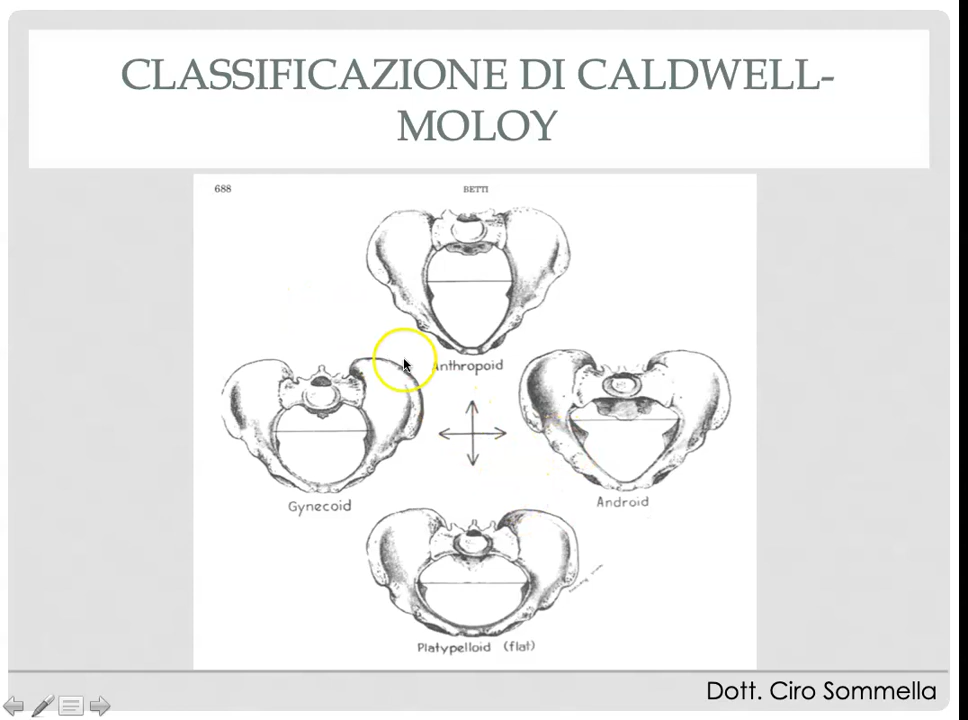 CLASSIFICAZIONE DI CALDWELL-
MOLOY
688
BETTI
Anthropoid
Gynecoid
Android
Platypelloid (flat)
Dott. Ciro Sommella